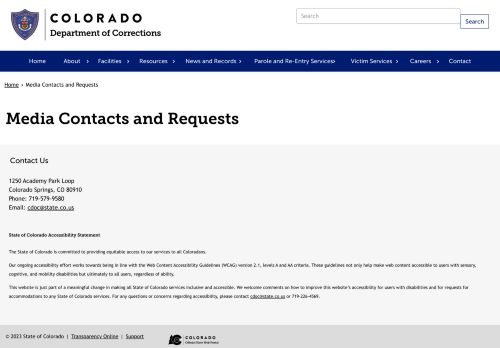 COLORADO
Department of Corrections
Search
Search
Home About › Facilities › Resources › News and Records › Parole and Re-Entry Services› Victim Services › Careers › Contact
Home › Media Contacts and Requests
Media Contacts and Requests
Contact Us
1250 Academy Park Loop
Colorado Springs, CO 80910
Phone: 719-579-9580
Email: cdoc@state.co.us
State of Colorado Accessibility Statement
The State of Colorado is committed to providing equitable access to our services to all Coloradans.
Our ongoing accessibility effort works towards being in line with the Web Content Accessibility Guidelines (WCAG) version 2.1, levels A and AA criteria. These guidelines not only help make web content accessible to users with sensory,
cognitive, and mobility disabilities but ultimately to all users, regardless of ability.
This website is just part of a meaningful change in making all State of Colorado services inclusive and accessible. We welcome comments on how to improve this website's accessibility for users with disabilities and for requests for
accommodations to any State of Colorado services. For any questions or concerns regarding accessibility, please contact cdoc@state.co.us or 719-226-4569.
© 2023 State of Colorado | Transparency Online | Support
COLORADO
Official State Web Portal